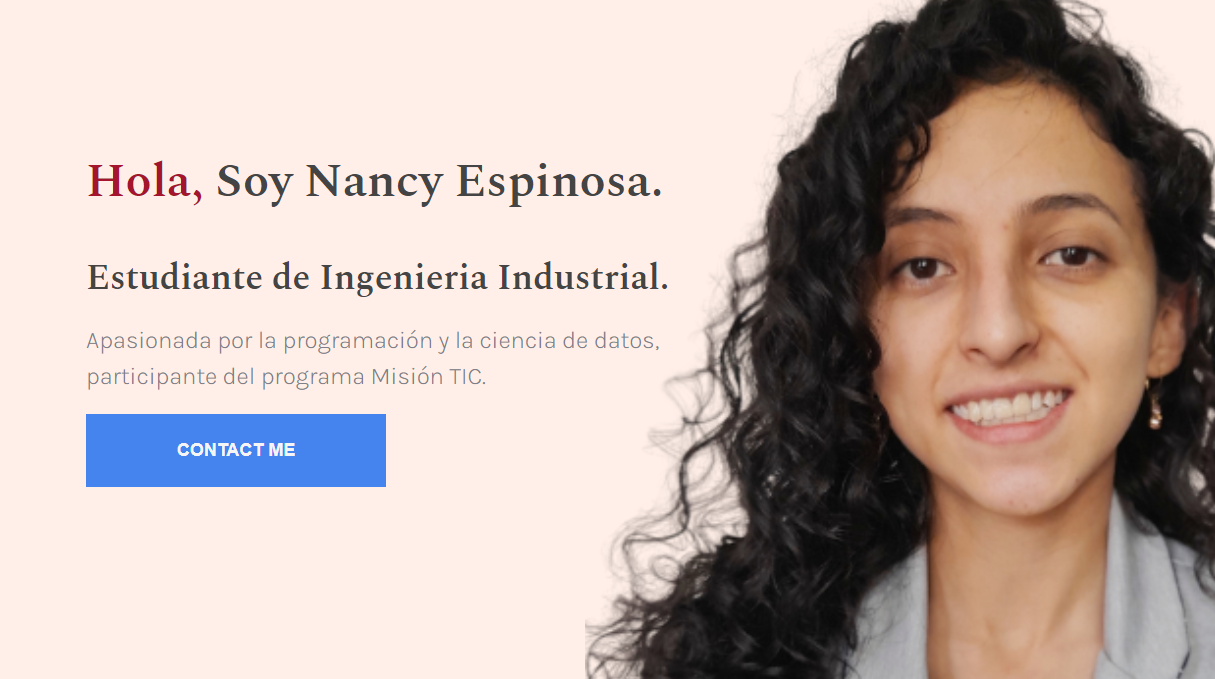 Hola, Soy Nancy Espinosa.
Estudiante de Ingenieria Industrial.
Apasionada por la programación y la ciencia de datos,
participante del programa Misión TIC.
CONTACT ME